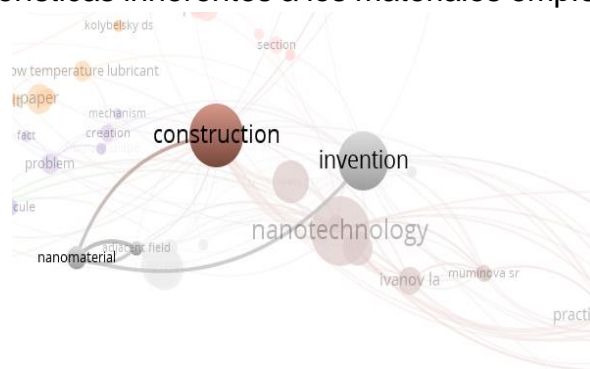 kolybelsky ds
section
ow temperature lubricant
paper
mechanism
fact
creation
construction
problem
invention
cule
nanotechnology
adjacent field
nanomaterial
ivanov la
muminova sr
practi